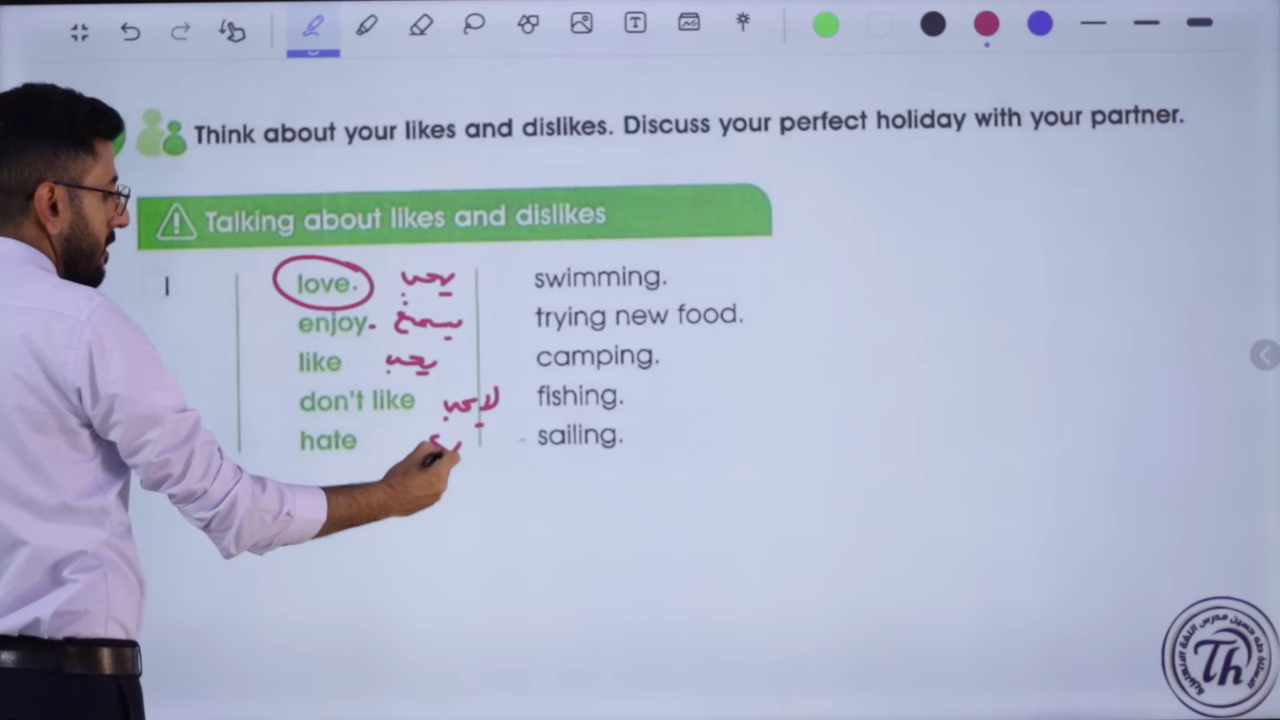 Think about your likes and dislikes. Discuss your perfect holiday with your partner.
Talking about likes and dislikes
I love. يحب swimming.
enjoy. يستمتع trying new food.
like يحب camping.
don't like لا يحب fishing.
hate sailing.
Th